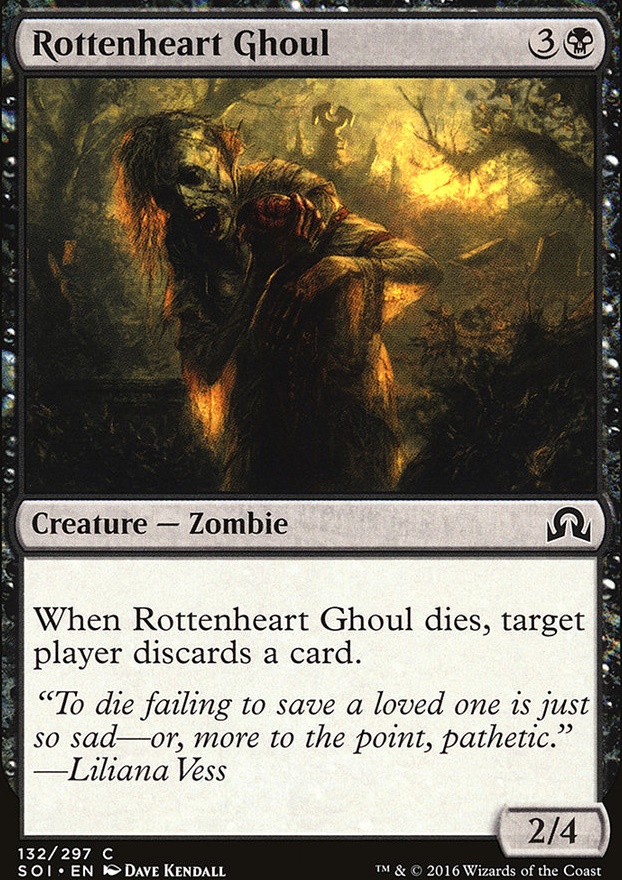 Rottenheart Ghoul 3
Creature — Zombie
When Rottenheart Ghoul dies, target
player discards a card.
“To die failing to save a loved one is just
so sad—or, more to the point, pathetic.”
—Liliana Vess
2/4
132/297 C
SOI • EN DAVE KENDALL
™ & © 2016 Wizards of the Coast